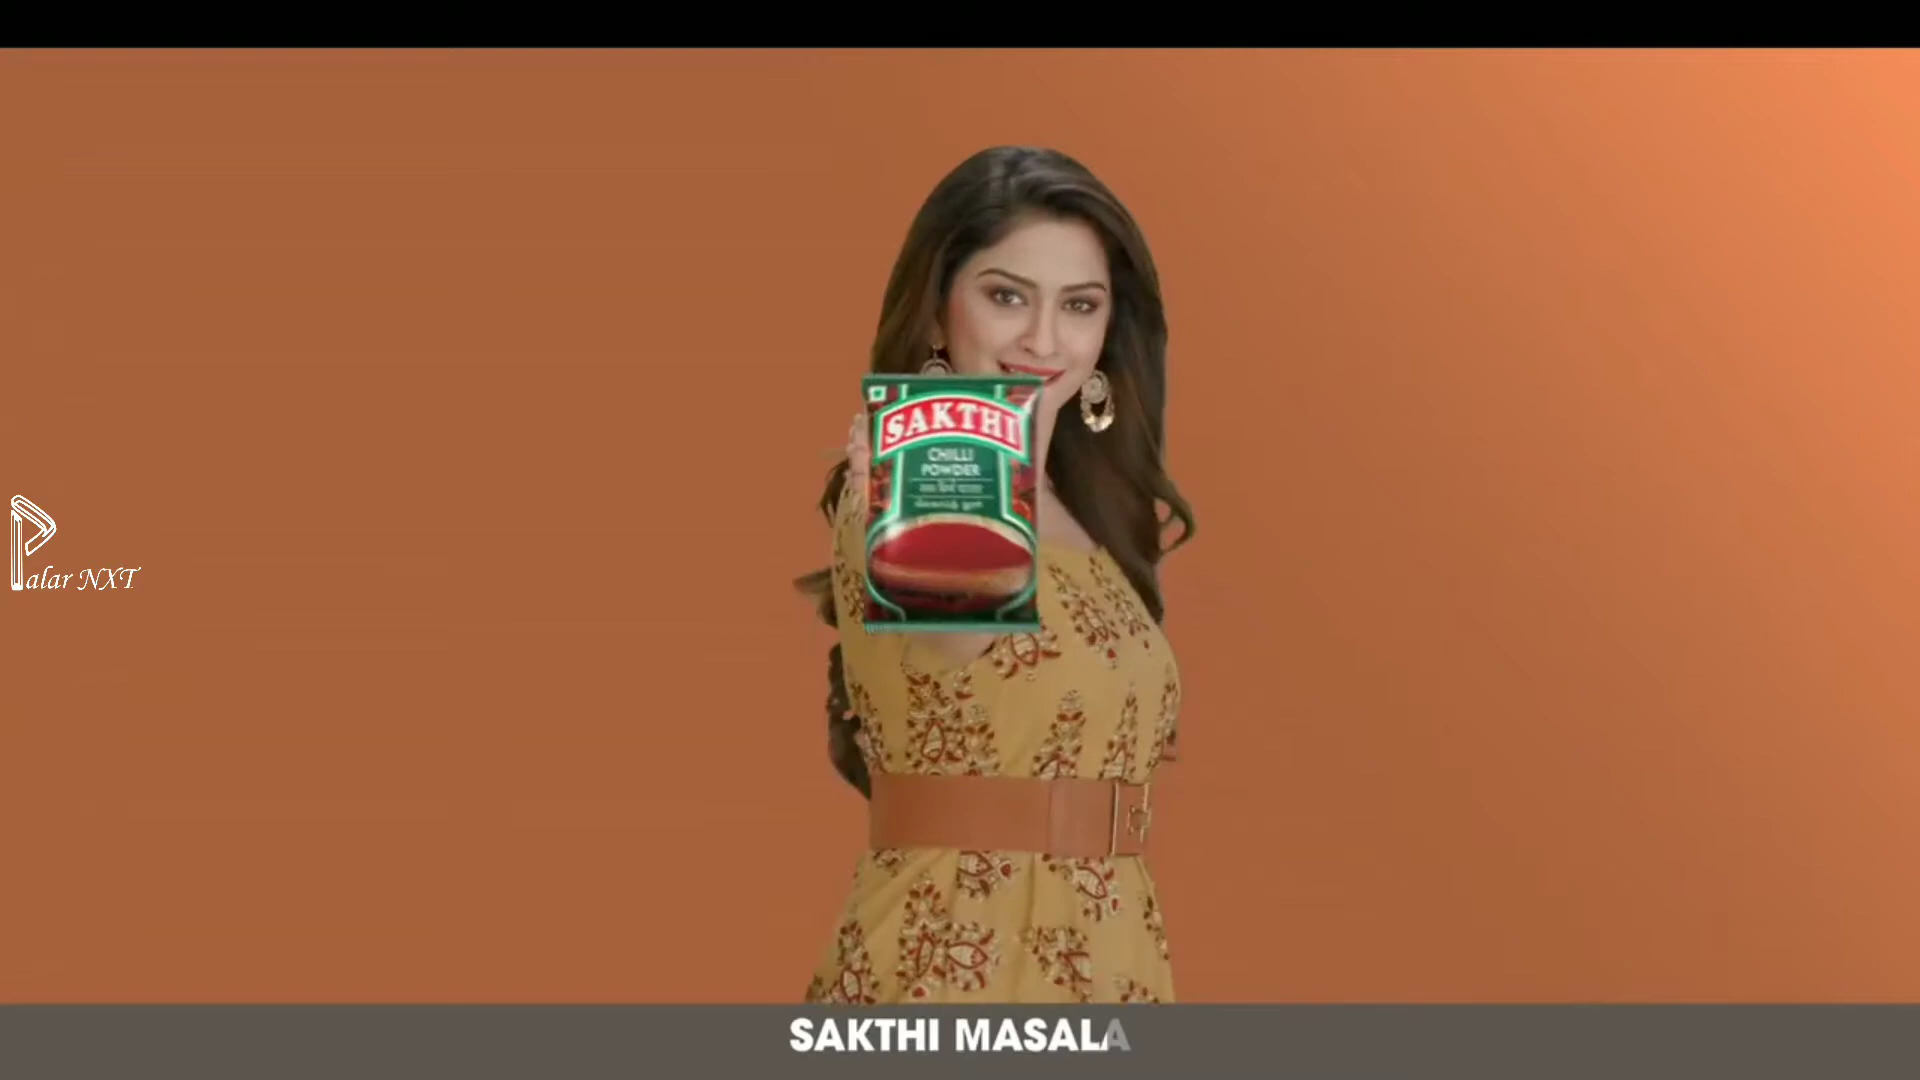 SAKTHI
CHILLI
POWDER
Palar NXT
SAKTHI MASALA